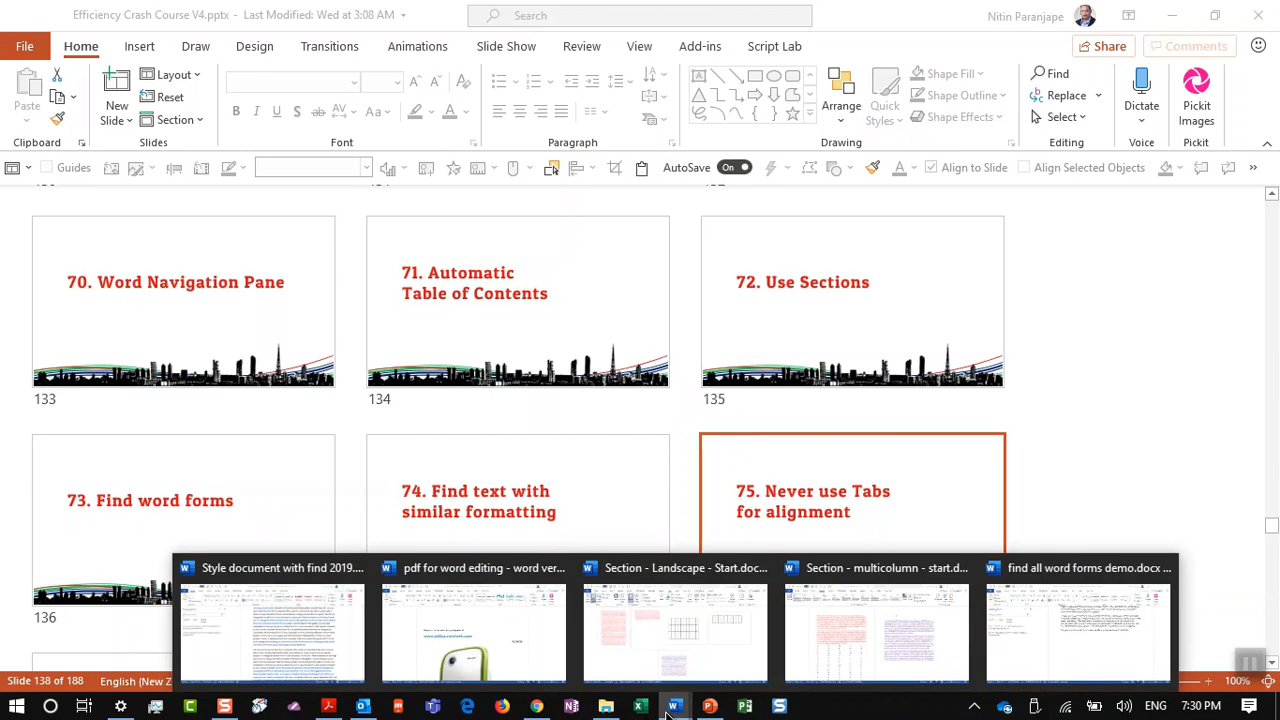 Efficiency Crash Course V4.pptx - Last Modified: Wed at 3:08 AM
Search
Nitin Paranjape
File
Home
Insert
Draw
Design
Transitions
Animations
Slide Show
Review
View
Add-ins
Script Lab
Share
Comments
Paste
New
Slide
Layout
Reset
Section
Find
Replace
Select
Arrange
Quick
Styles
Shape Fill
Shape Outline
Shape Effects
Dictate
Pickit
Images
Clipboard
Slides
Font
Paragraph
Drawing
Editing
Voice
Pickit
Guides
AutoSave
On
Align to Slide
Align Selected Objects
70. Word Navigation Pane
133
71. Automatic
Table of Contents
134
72. Use Sections
135
73. Find word forms
136
74. Find text with
similar formatting
75. Never use Tabs
for alignment
Style document with find 2019....
pdf for word editing - word ver...
Section - Landscape - Start.doc...
Section - multicolumn - start.d...
find all word forms demo.docx ...
Slide 138 of 188
English (New Z
100%
ENG
7:30 PM